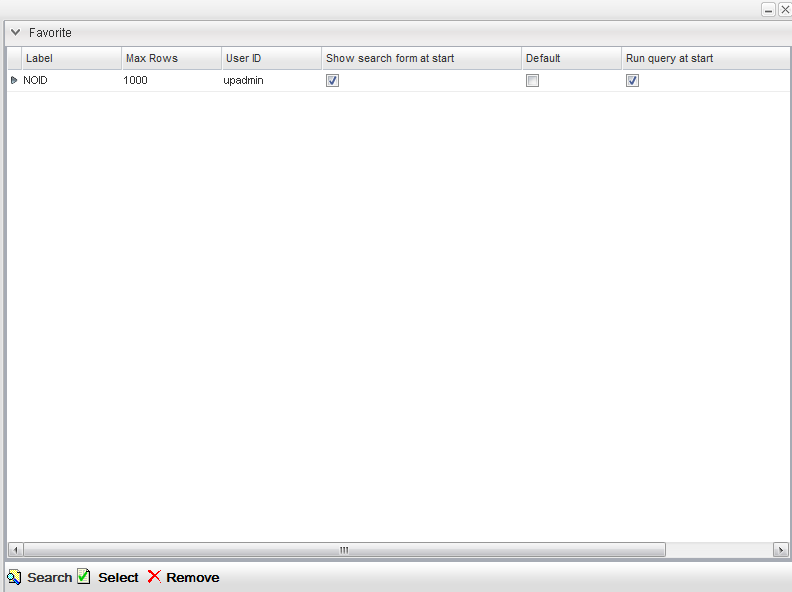 Favorite
Label Max Rows User ID Show search form at start Default Run query at start
NOID 1000 upadmin
Search Select Remove